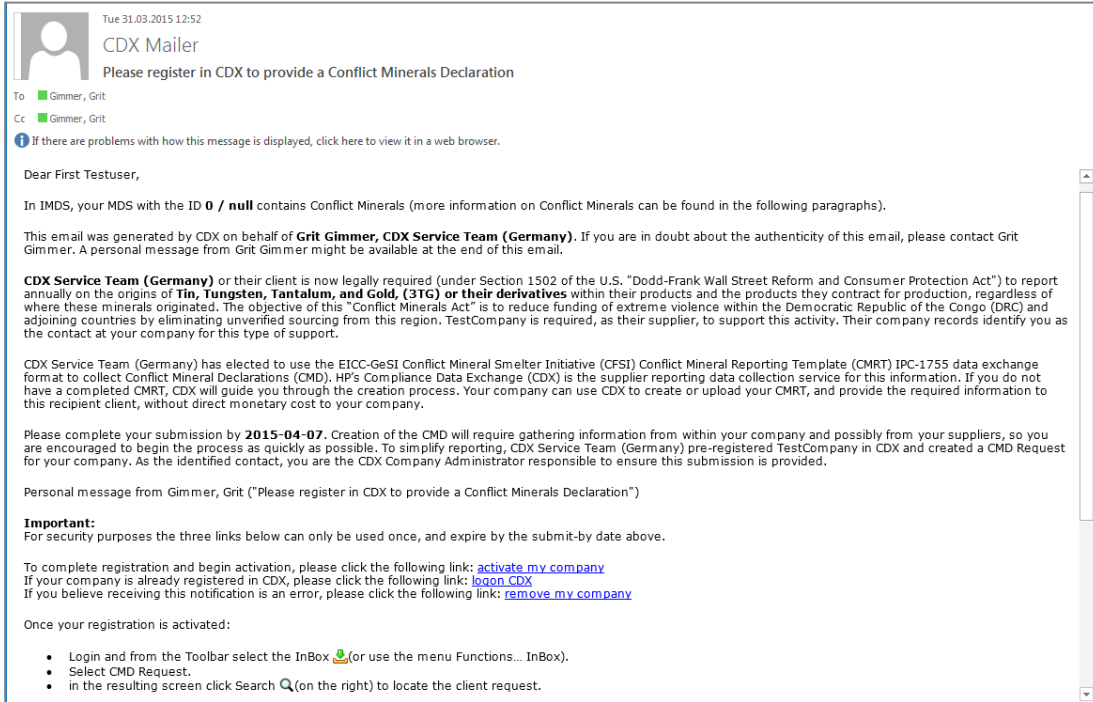 Tue 31.03.2015 12:52
CDX Mailer
Please register in CDX to provide a Conflict Minerals Declaration
To Gimmer, Grit
Cc Gimmer, Grit
If there are problems with how this message is displayed, click here to view it in a web browser.
Dear First Testuser,
In IMDS, your MDS with the ID 0 / null contains Conflict Minerals (more information on Conflict Minerals can be found in the following paragraphs).
This email was generated by CDX on behalf of Grit Gimmer, CDX Service Team (Germany). If you are in doubt about the authenticity of this email, please contact Grit
Gimmer. A personal message from Grit Gimmer might be available at the end of this email.
CDX Service Team (Germany) or their client is now legally required (under Section 1502 of the U.S. "Dodd-Frank Wall Street Reform and Consumer Protection Act") to report
annually on the origins of Tin, Tungsten, Tantalum, and Gold, (3TG) or their derivatives within their products and the products they contract for production, regardless of
where these minerals originated. The objective of this "Conflict Minerals Act" is to reduce funding of extreme violence within the Democratic Republic of the Congo (DRC) and
adjoining countries by eliminating unverified sourcing from this region. TestCompany is required, as their supplier, to support this activity. Their company records identify you as
the contact at your company for this type of support.
CDX Service Team (Germany) has elected to use the EICC-GeSI Conflict Mineral Smelter Initiative (CFSI) Conflict Mineral Reporting Template (CMRT) IPC-1755 data exchange
format to collect Conflict Mineral Declarations (CMD). HP's Compliance Data Exchange (CDX) is the supplier reporting data collection service for this information. If you do not
have a completed CMRT, CDX will guide you through the creation process. Your company can use CDX to create or upload your CMRT, and provide the required information to
this recipient client, without direct monetary cost to your company.
Please complete your submission by 2015-04-07. Creation of the CMD will require gathering information from within your company and possibly from your suppliers, so you
are encouraged to begin the process as quickly as possible. To simplify reporting, CDX Service Team (Germany) pre-registered TestCompany in CDX and created a CMD Request
for your company. As the identified contact, you are the CDX Company Administrator responsible to ensure this submission is provided.
Personal message from Gimmer, Grit ("Please register in CDX to provide a Conflict Minerals Declaration")
Important:
For security purposes the three links below can only be used once, and expire by the submit-by date above.
To complete registration and begin activation, please click the following link: activate my company
If your company is already registered in CDX, please click the following link: logon CDX
If you believe receiving this notification is an error, please click the following link: remove my company
Once your registration is activated:
• Login and from the Toolbar select the InBox (or use the menu Functions... InBox).
• Select CMD Request.
• in the resulting screen click Search (on the right) to locate the client request.